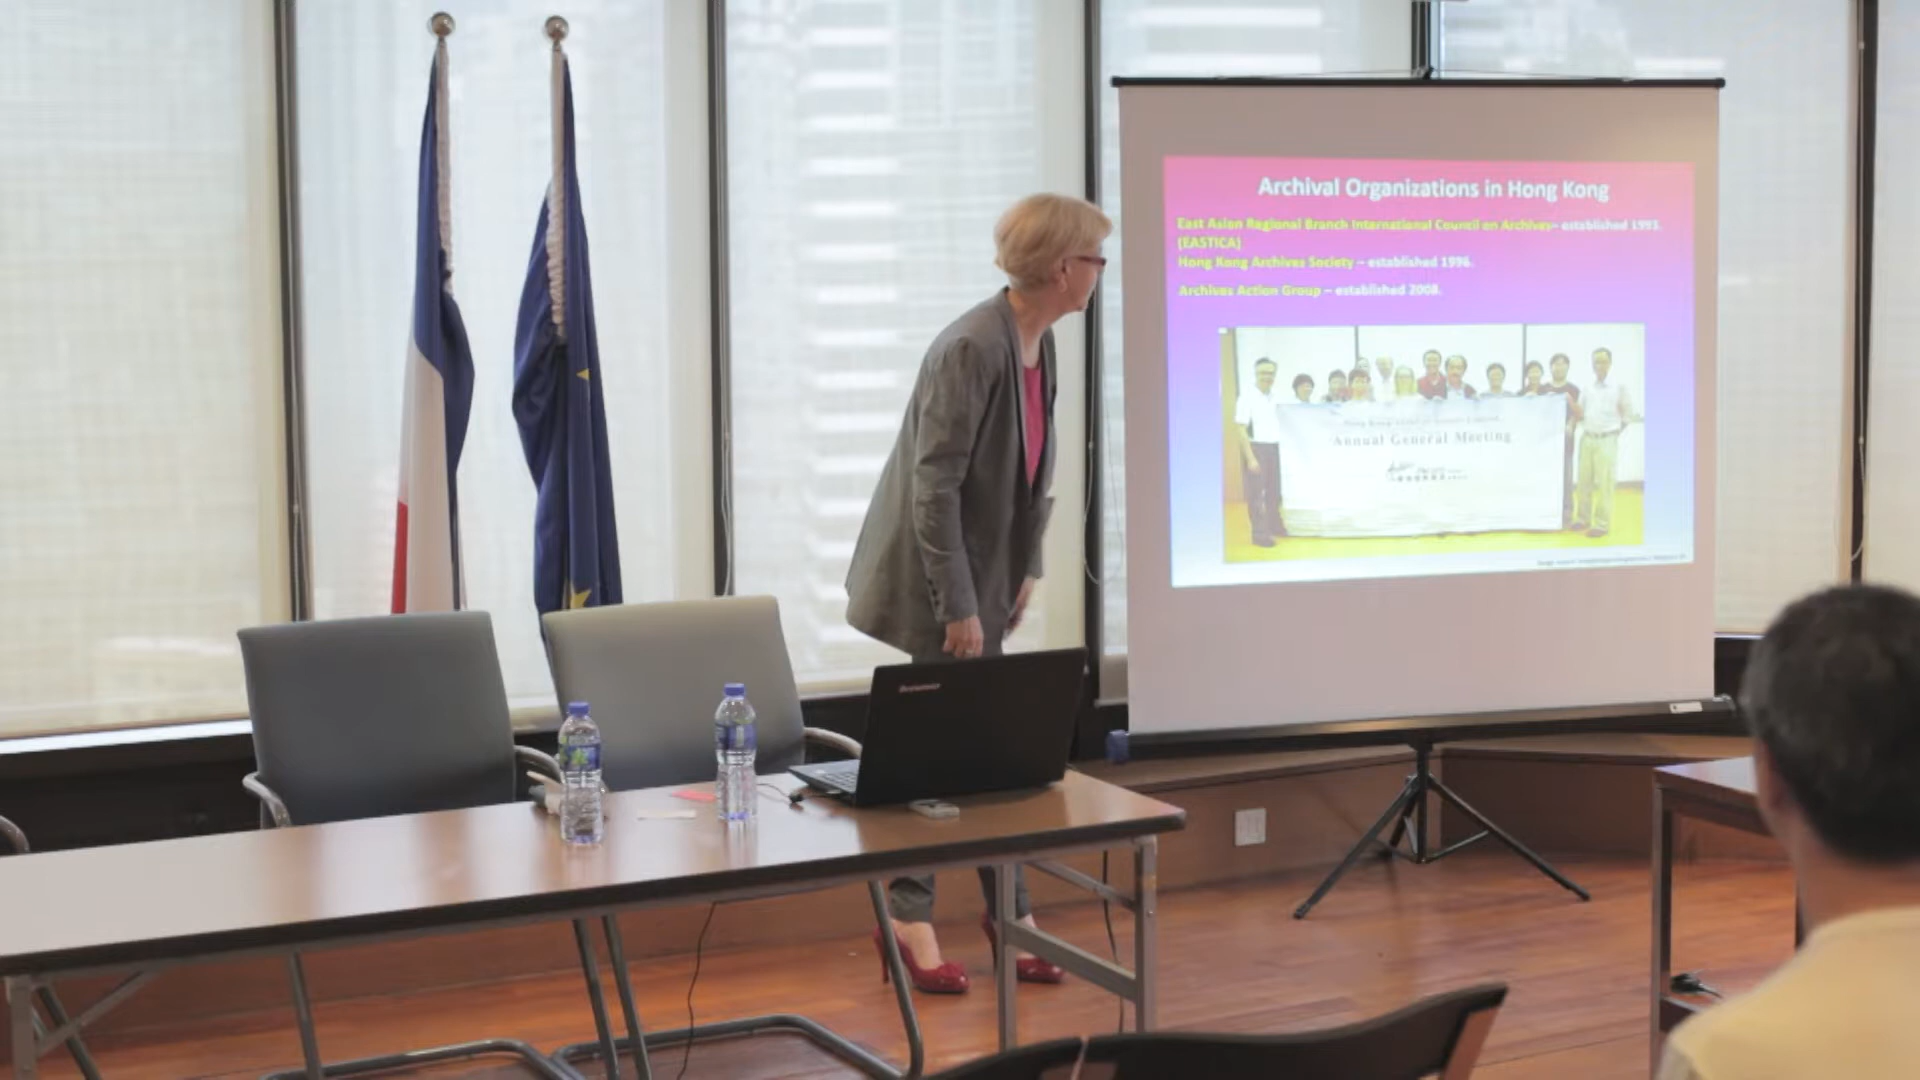 Archival Organizations in Hong Kong
East Asian Regional Branch International Council on Archives– established 1993.
(EASTICA)
Hong Kong Archives Society – established 1996.
Archives Action Group – established 2008.
Annual General Meeting
lenovo